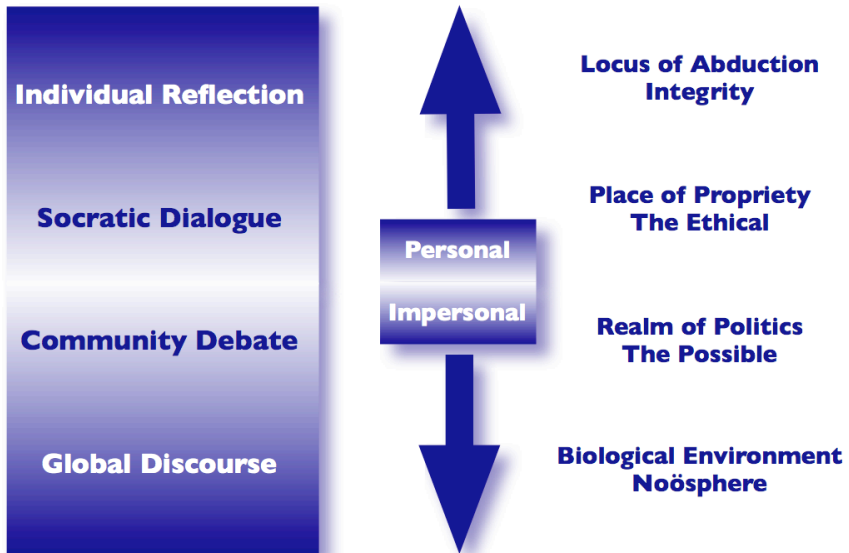 Individual Reflection
Socratic Dialogue
Community Debate
Global Discourse
Personal
Impersonal
Locus of Abduction
Integrity
Place of Propriety
The Ethical
Realm of Politics
The Possible
Biological Environment
Noösphere